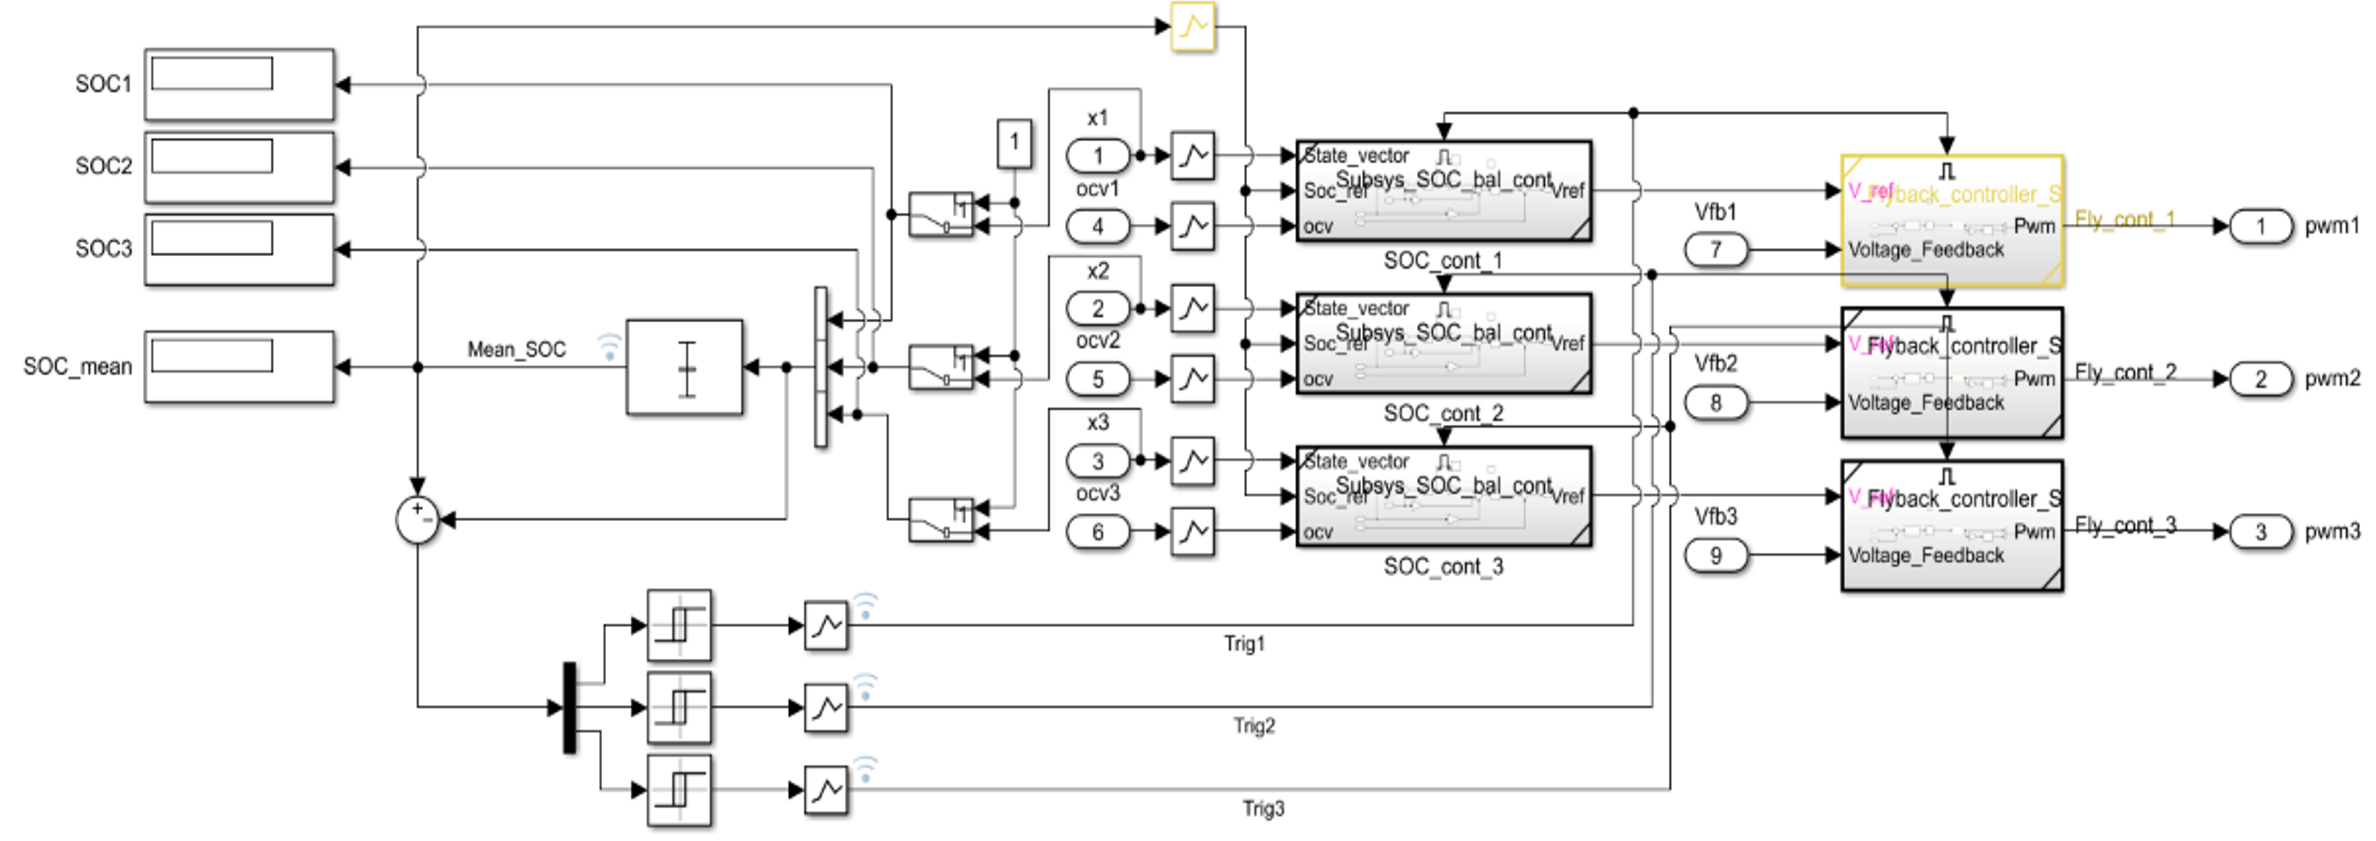 SOC1
SOC2
SOC3
SOC_mean
Mean_SOC
+
−
1
x1
1
ocv1
4
x2
2
ocv2
5
x3
3
ocv3
6
1
1
1
State_vector
Subsys_SOC_bal_cont
Soc_ref
Vref
ocv
SOC_cont_1
State_vector
Subsys_SOC_bal_cont
Soc_ref
Vref
ocv
SOC_cont_2
State_vector
Subsys_SOC_bal_cont
Soc_ref
Vref
ocv
SOC_cont_3
Vfb1
7
Vfb2
8
Vfb3
9
V_ref
Flyback_controller_S
Pwm
Voltage_Feedback
Fly_cont_1
1
pwm1
V_ref
Flyback_controller_S
Pwm
Voltage_Feedback
Fly_cont_2
2
pwm2
V_ref
Flyback_controller_S
Pwm
Voltage_Feedback
Fly_cont_3
3
pwm3
Trig1
Trig2
Trig3